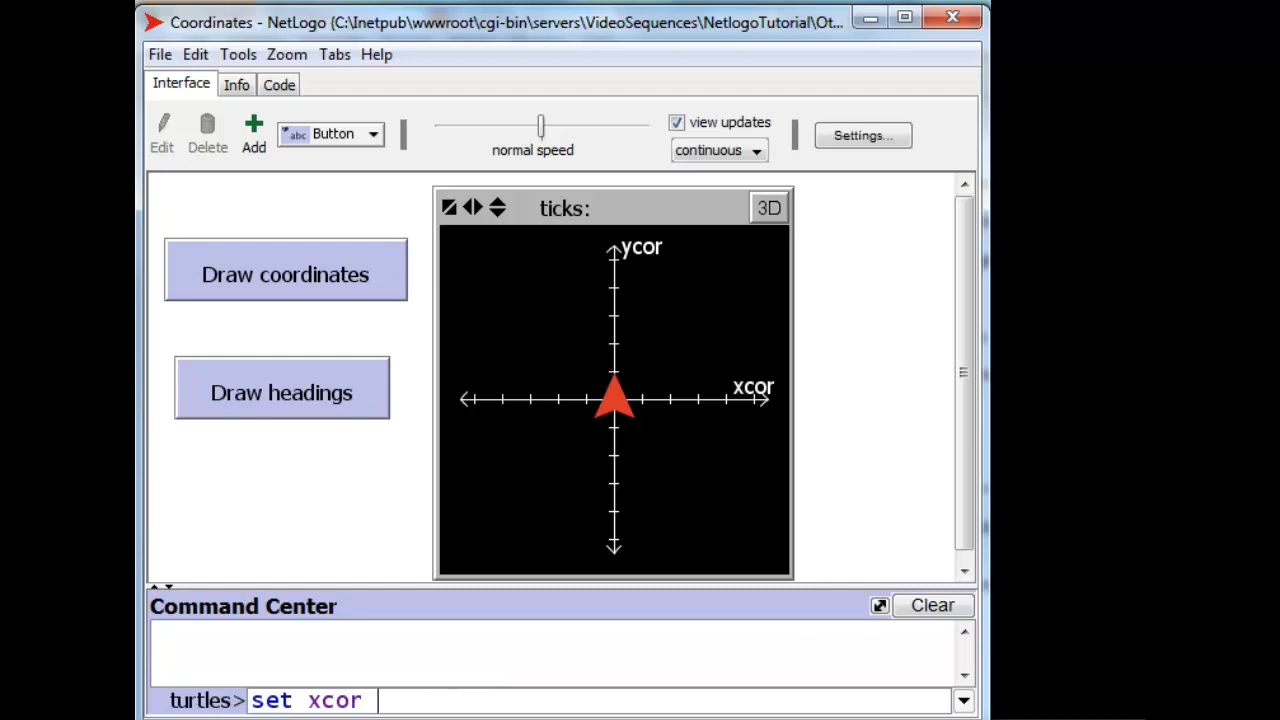 Coordinates - NetLogo {C:\Inetpub\wwwroot\cgi-bin\servers\VideoSequences\NetlogoTutorial\Ot...
File Edit Tools Zoom Tabs Help
Interface Info Code
Edit Delete Add abc Button normal speed view updates continuous Settings...
ticks: 3D
ycor
Draw coordinates
xcor
Draw headings
Command Center Clear
turtles> set xcor